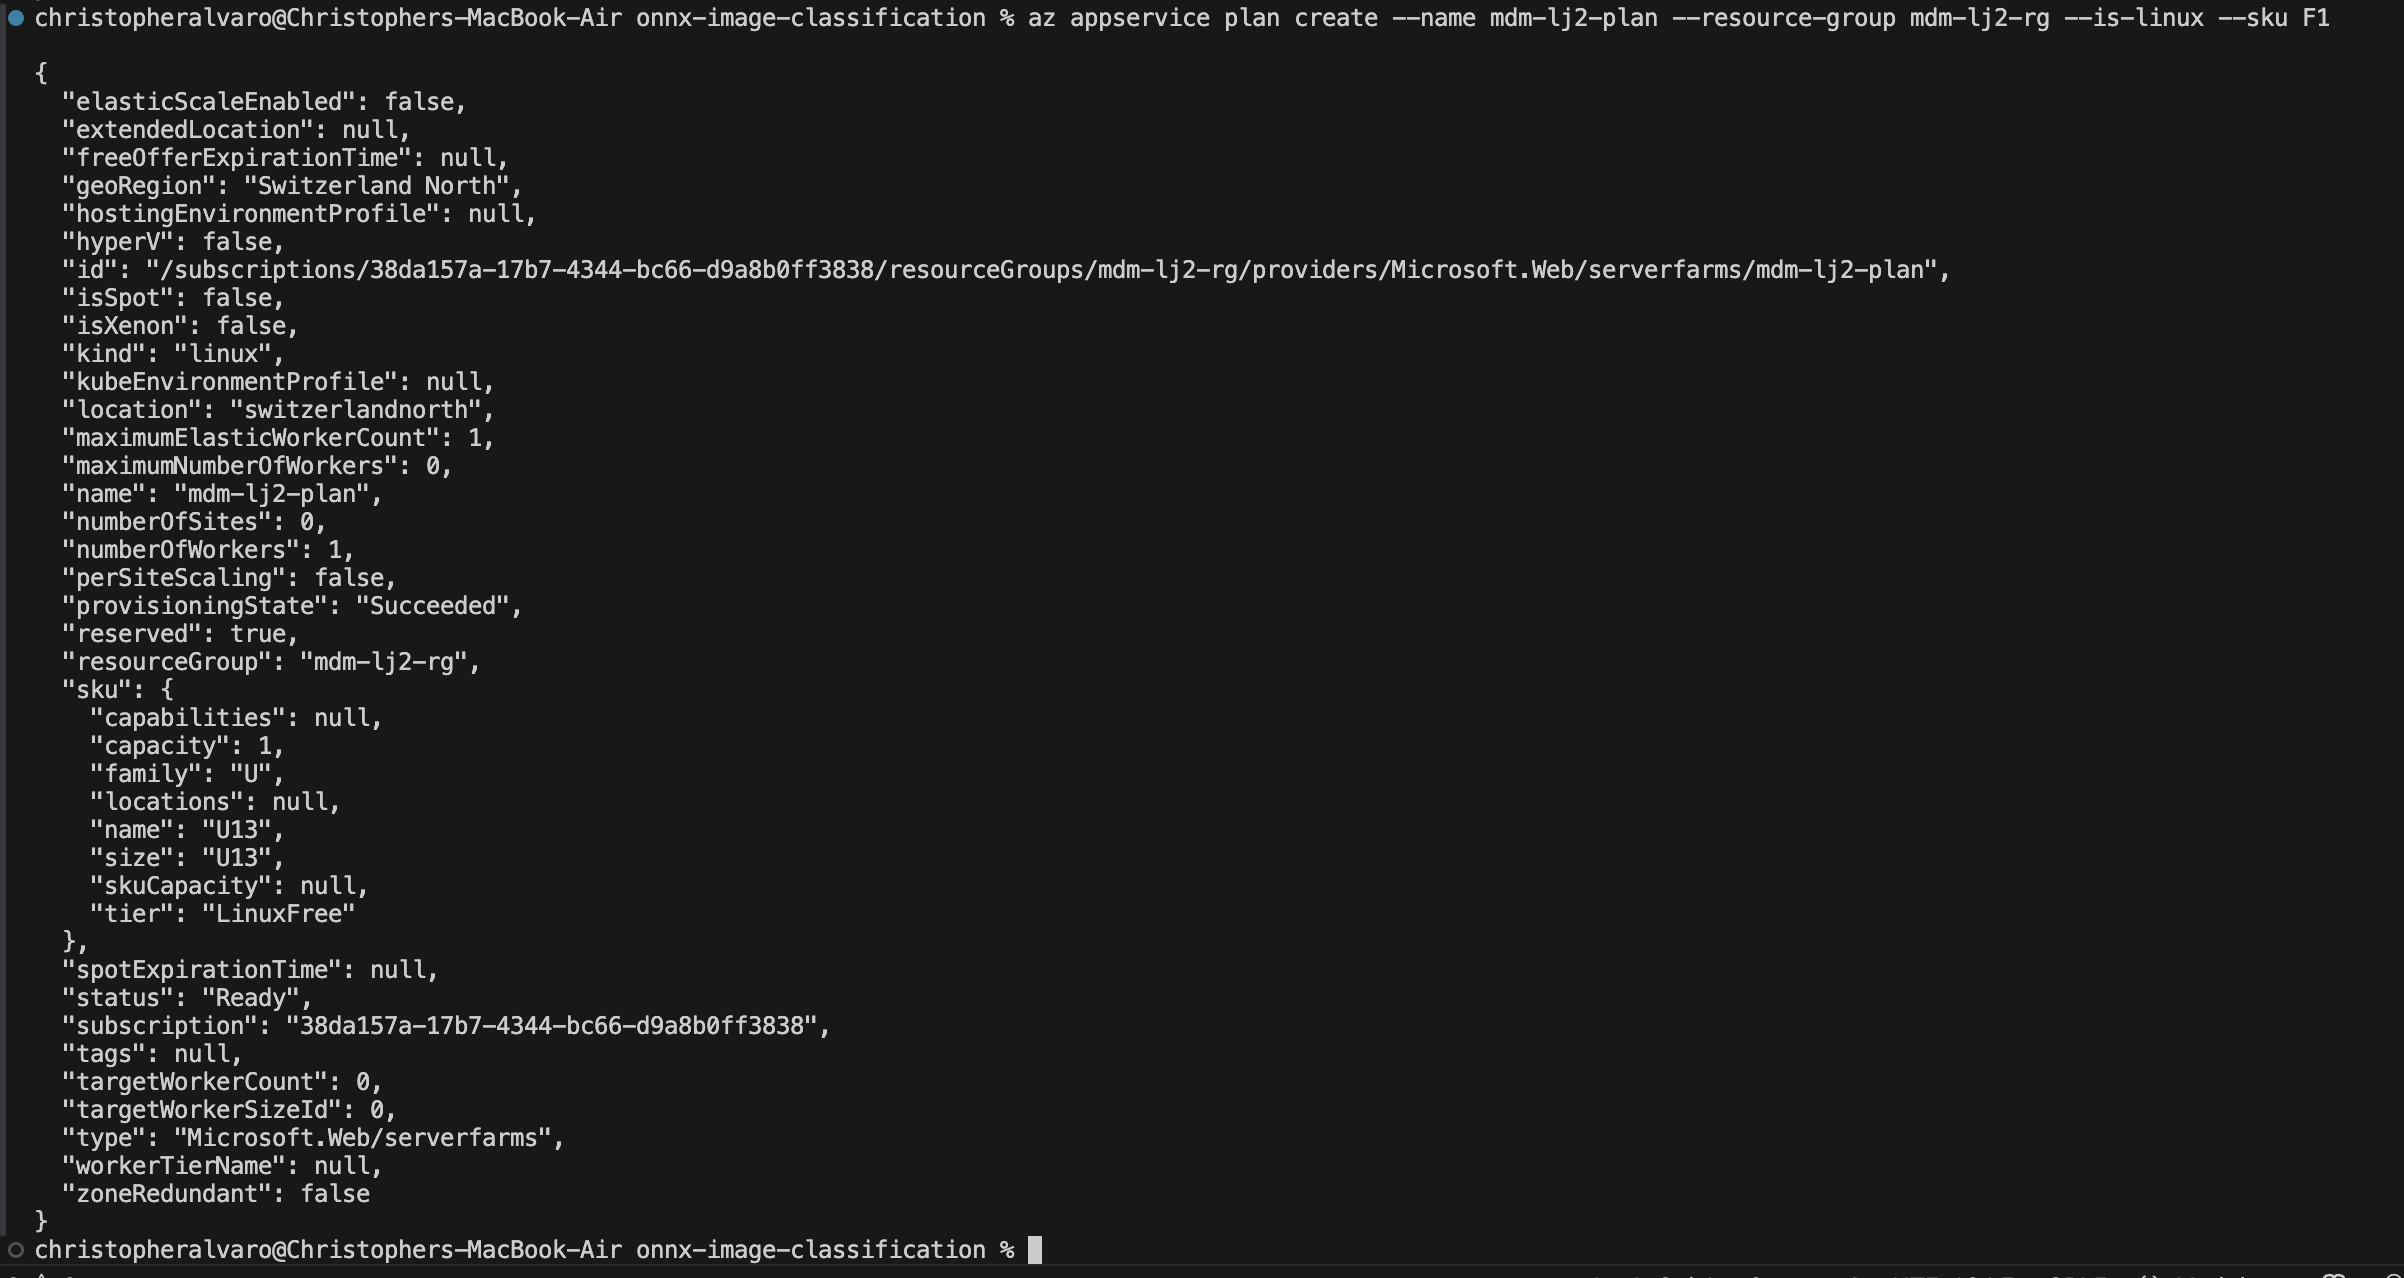 christopheralvaro@Christophers-MacBook-Air onnx-image-classification % az appservice plan create --name mdm-lj2-plan --resource-group mdm-lj2-rg --is-linux --sku F1
{
"elasticScaleEnabled": false,
"extendedLocation": null,
"freeOfferExpirationTime": null,
"geoRegion": "Switzerland North",
"hostingEnvironmentProfile": null,
"hyperV": false,
"id": "/subscriptions/38da157a-17b7-4344-bc66-d9a8b0ff3838/resourceGroups/mdm-lj2-rg/providers/Microsoft.Web/serverfarms/mdm-lj2-plan",
"isSpot": false,
"isXenon": false,
"kind": "linux",
"kubeEnvironmentProfile": null,
"location": "switzerlandnorth",
"maximumElasticWorkerCount": 1,
"maximumNumberOfWorkers": 0,
"name": "mdm-lj2-plan",
"numberOfSites": 0,
"numberOfWorkers": 1,
"perSiteScaling": false,
"provisioningState": "Succeeded",
"reserved": true,
"resourceGroup": "mdm-lj2-rg",
"sku": {
"capabilities": null,
"capacity": 1,
"family": "U",
"locations": null,
"name": "U13",
"size": "U13",
"skuCapacity": null,
"tier": "LinuxFree"
},
"spotExpirationTime": null,
"status": "Ready",
"subscription": "38da157a-17b7-4344-bc66-d9a8b0ff3838",
"tags": null,
"targetWorkerCount": 0,
"targetWorkerSizeId": 0,
"type": "Microsoft.Web/serverfarms",
"workerTierName": null,
"zoneRedundant": false
}
christopheralvaro@Christophers-MacBook-Air onnx-image-classification %